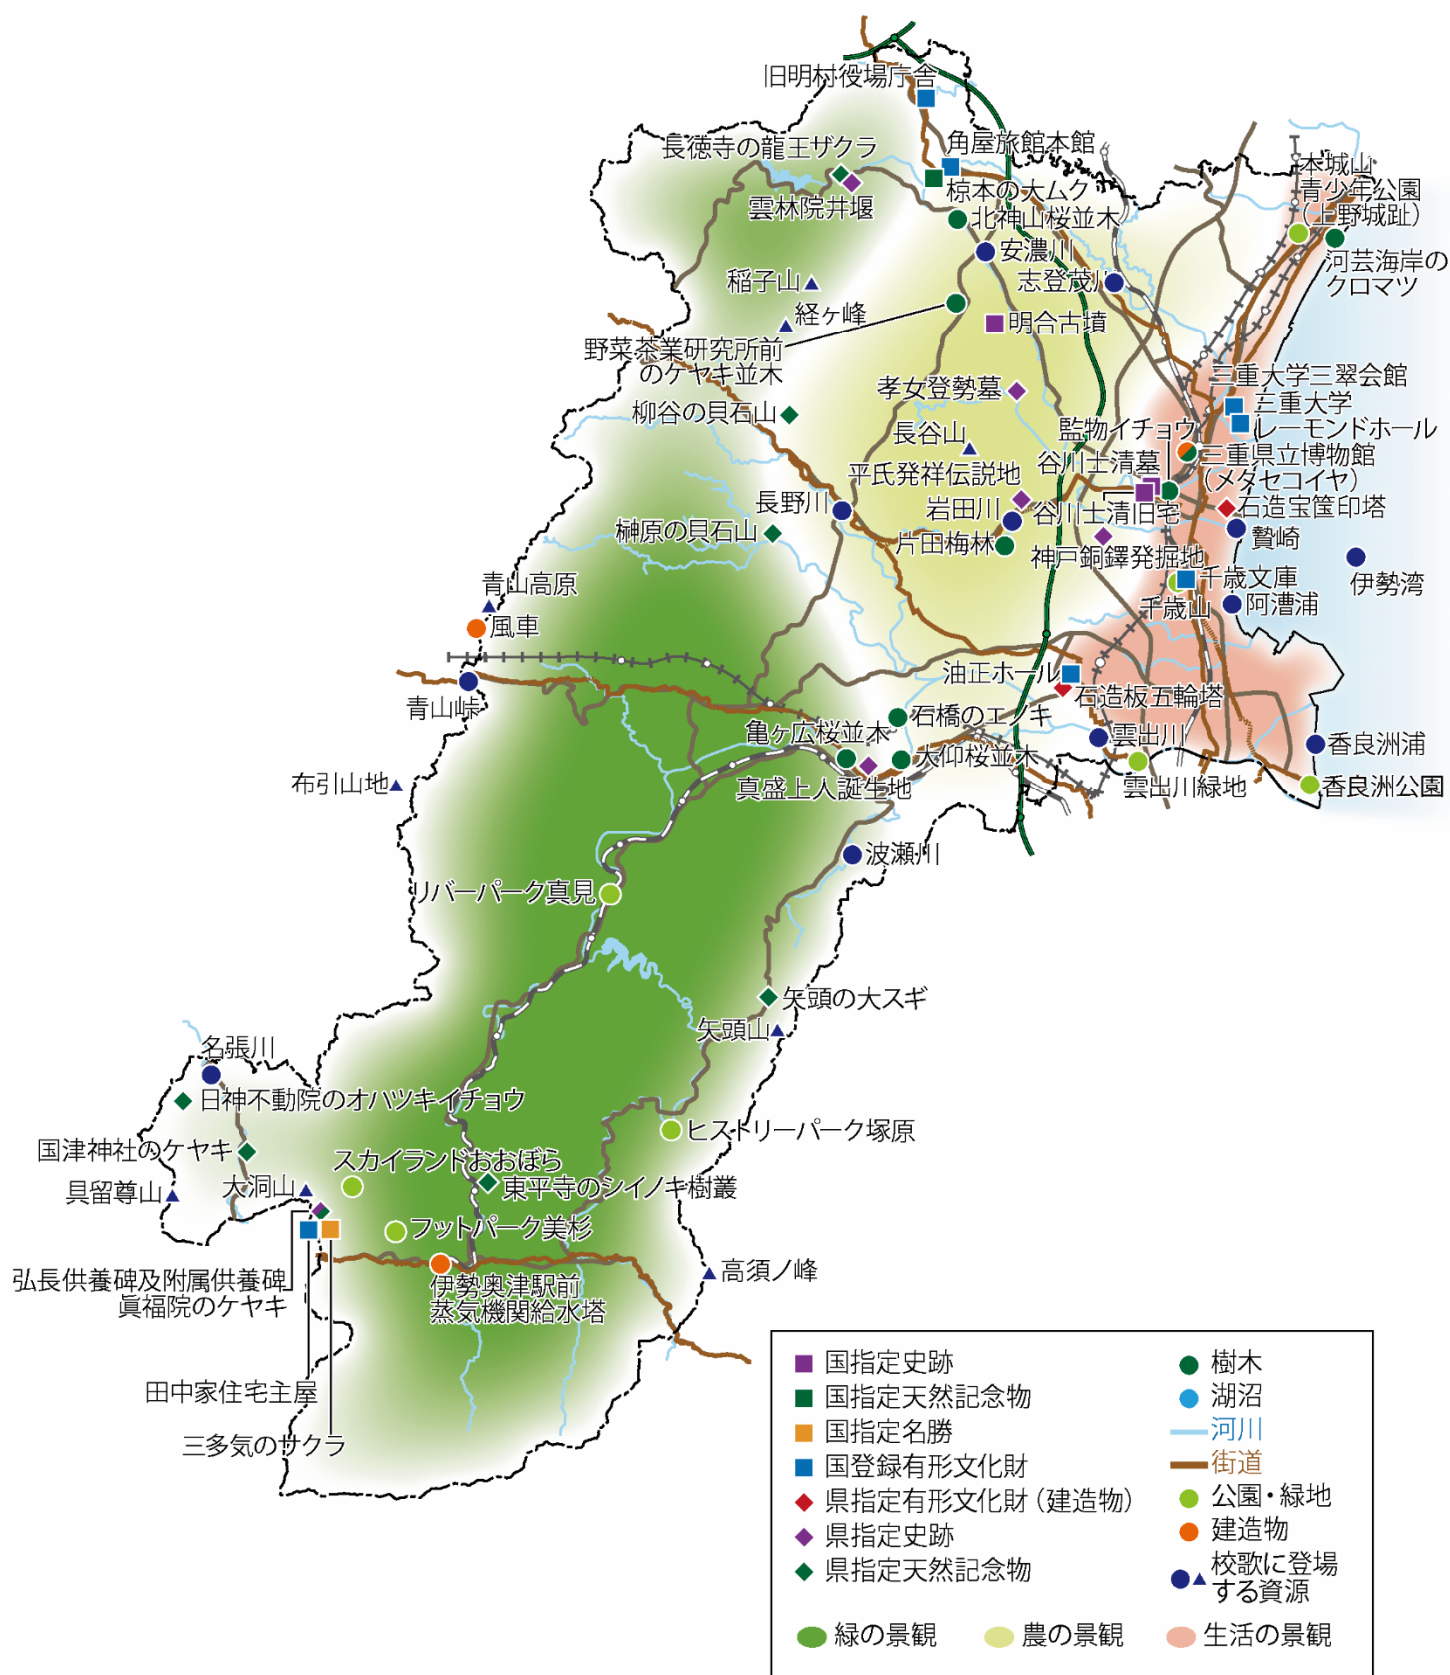 旧明村役場庁舎
長徳寺の龍王ザクラ
角屋旅館本館
椋本の大ムク
雲林院井堰
北神山桜並木
本城山
青少年公園
（上野城趾）
安濃川
河芸海岸の
クロマツ
稲子山
志登茂川
経ヶ峰
明合古墳
野菜茶業研究所前
のケヤキ並木
孝女登勢墓
三重大学三翠会館
柳谷の貝石山
三重大学
レーモンドホール
長谷山
監物イチョウ
平氏発祥伝説地
谷川士清墓
三重県立博物館
（メタセコイヤ）
長野川
岩田川
谷川士清旧宅
石造宝篋印塔
榊原の貝石山
片田梅林
神戸銅鐸発掘地
贄崎
伊勢湾
青山高原
千歳文庫
風車
千歳山
阿漕浦
油正ホール
青山峠
石造板五輪塔
石橋のエノキ
亀ヶ広桜並木
大仰桜並木
雲出川
香良洲浦
布引山地
真盛上人誕生地
雲出川緑地
香良洲公園
波瀬川
リバーパーク真見
矢頭の大スギ
矢頭山
名張川
日神不動院のオハツキイチョウ
ヒストリーパーク塚原
国津神社のケヤキ
スカイランドおおぼら
東平寺のシイノキ樹叢
具留尊山
大洞山
フットパーク美杉
弘長供養碑及附属供養碑
眞福院のケヤキ
伊勢奥津駅前
蒸気機関給水塔
高須ノ峰
田中家住宅主屋
三多気のサクラ
国指定史跡
国指定天然記念物
国指定名勝
国登録有形文化財
県指定有形文化財（建造物）
県指定史跡
県指定天然記念物
樹木
湖沼
河川
街道
公園・緑地
建造物
校歌に登場
する資源
緑の景観
農の景観
生活の景観